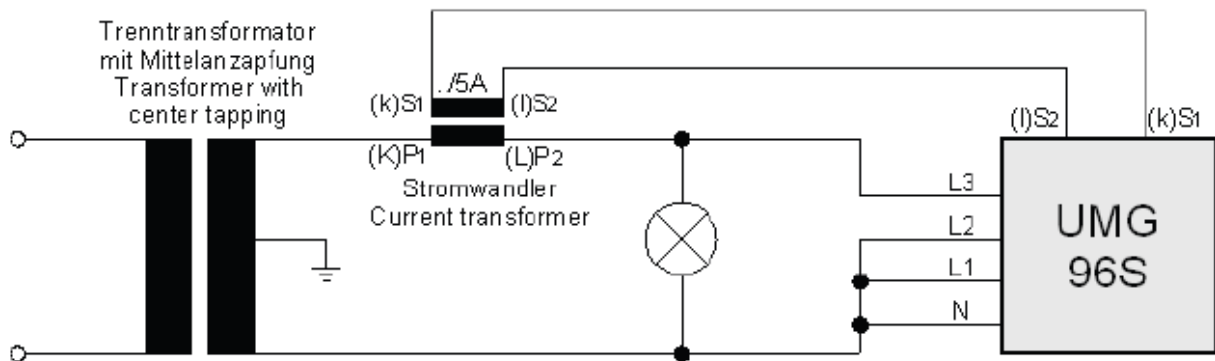 Trenntransformator
mit Mittelanzapfung
Transformer with
center tapping
./5A
(k)S1
(l)S2
(K)P1
(L)P2
Stromwandler
Current transformer
(l)S2
(k)S1
L3
L2
L1
N
UMG
96S